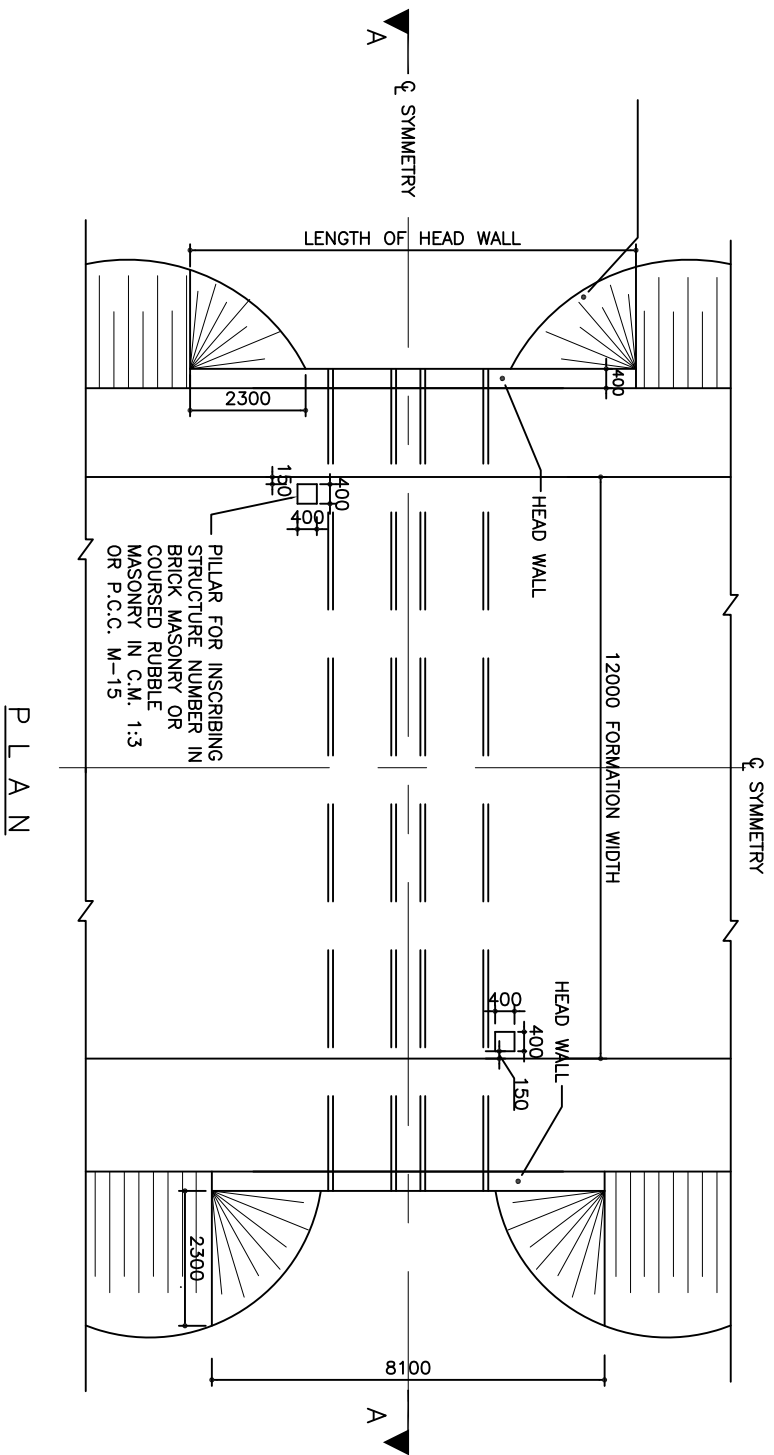 A
℄ SYMMETRY
LENGTH OF HEAD WALL
2300
400
HEAD WALL
150
400
400
PILLAR FOR INSCRIBING
STRUCTURE NUMBER IN
BRICK MASONRY OR
COURSED RUBBLE
MASONRY IN C.M. 1:3
OR P.C.C. M-15
12000 FORMATION WIDTH
℄ SYMMETRY
PLAN
HEAD WALL
400
400
150
2300
8100
A